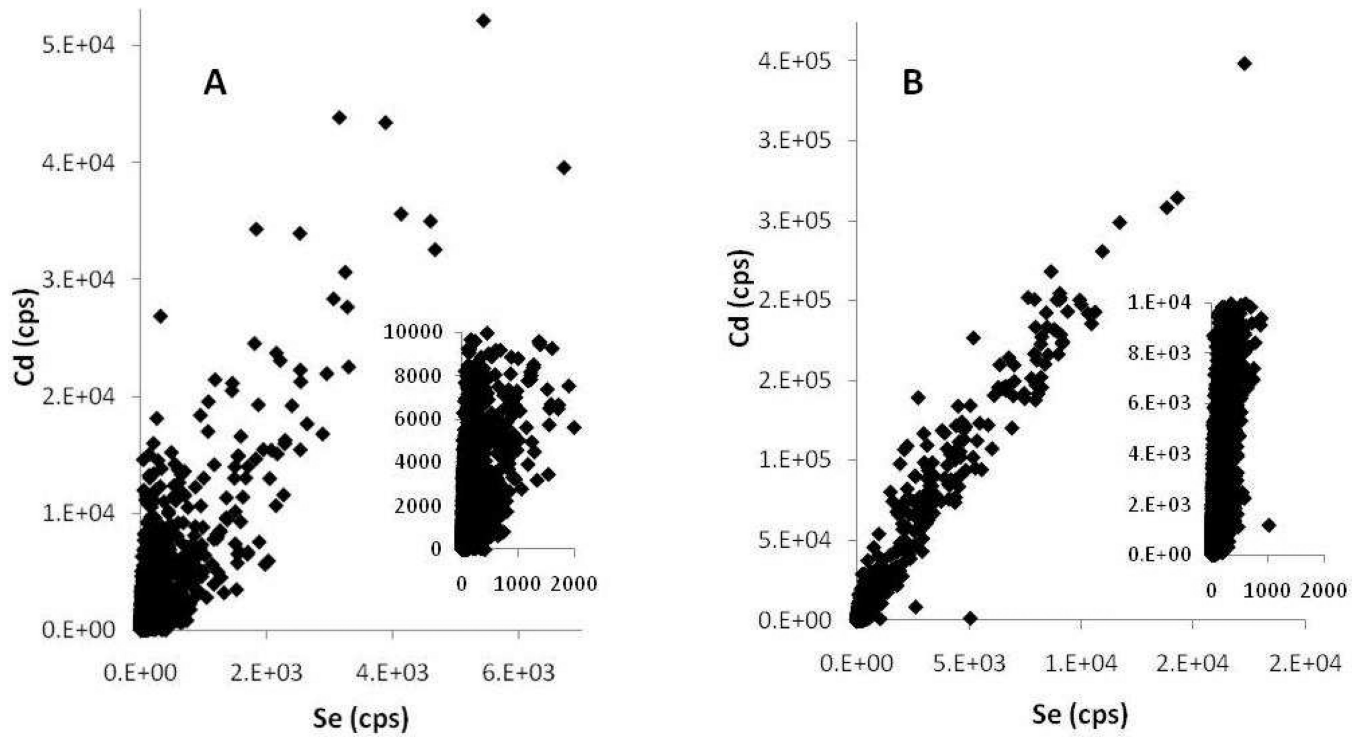 A
Cd (cps)
5.E+04
4.E+04
3.E+04
2.E+04
1.E+04
0.E+00
0.E+00 2.E+03 4.E+03 6.E+03
Se (cps)
10000
8000
6000
4000
2000
0
0 1000 2000
B
Cd (cps)
4.E+05
3.E+05
3.E+05
2.E+05
2.E+05
1.E+05
5.E+04
0.E+00
0.E+00 5.E+03 1.E+04 2.E+04 2.E+04
Se (cps)
1.E+04
8.E+03
6.E+03
4.E+03
2.E+03
0.E+00
0 1000 2000